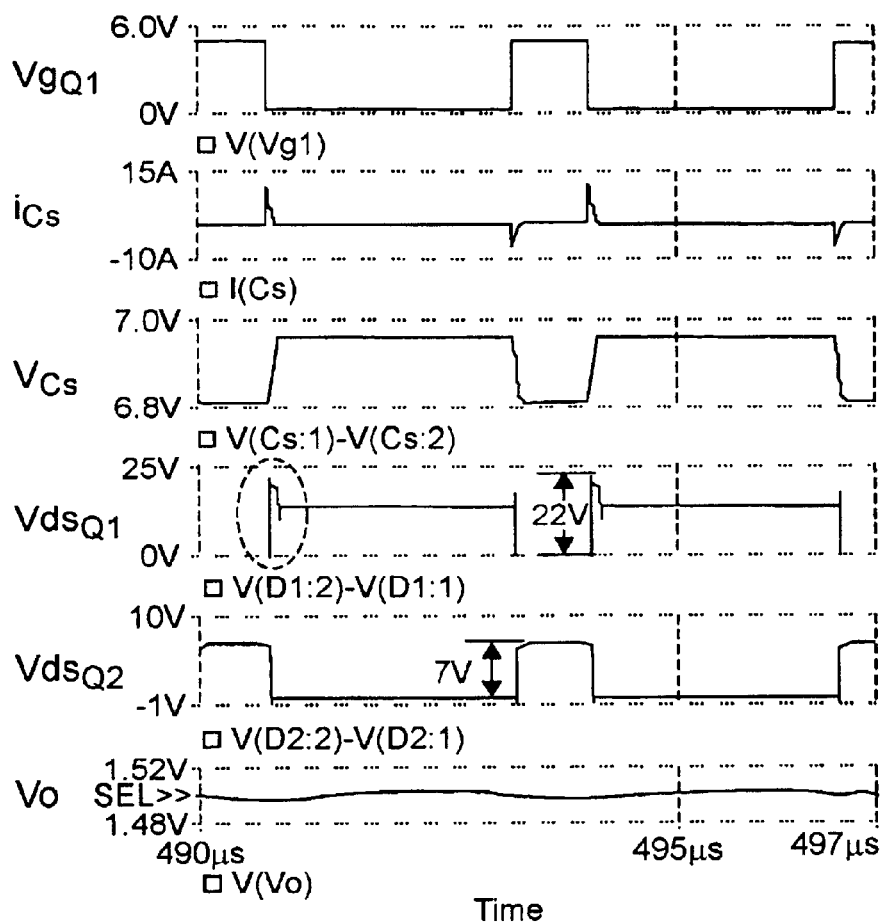 6.0V
VgQ1
0V
□ V(Vg1)
15A
iCs
-10A
□ I(Cs)
7.0V
VCs
6.8V
□ V(Cs:1)-V(Cs:2)
25V
VdsQ1
22V
0V
□ V(D1:2)-V(D1:1)
10V
VdsQ2
7V
-1V
□ V(D2:2)-V(D2:1)
1.52V
Vo SEL>>
1.48V
490µs 495µs 497µs
□ V(Vo)
Time